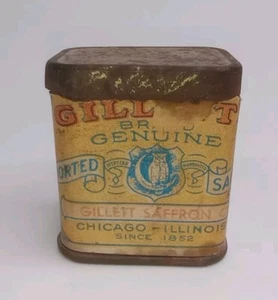 GILL T
BR
GENUINE
ORTED SA
GILLETT SAFFRON C
CHICAGO - ILLINOIS
SINCE 1852